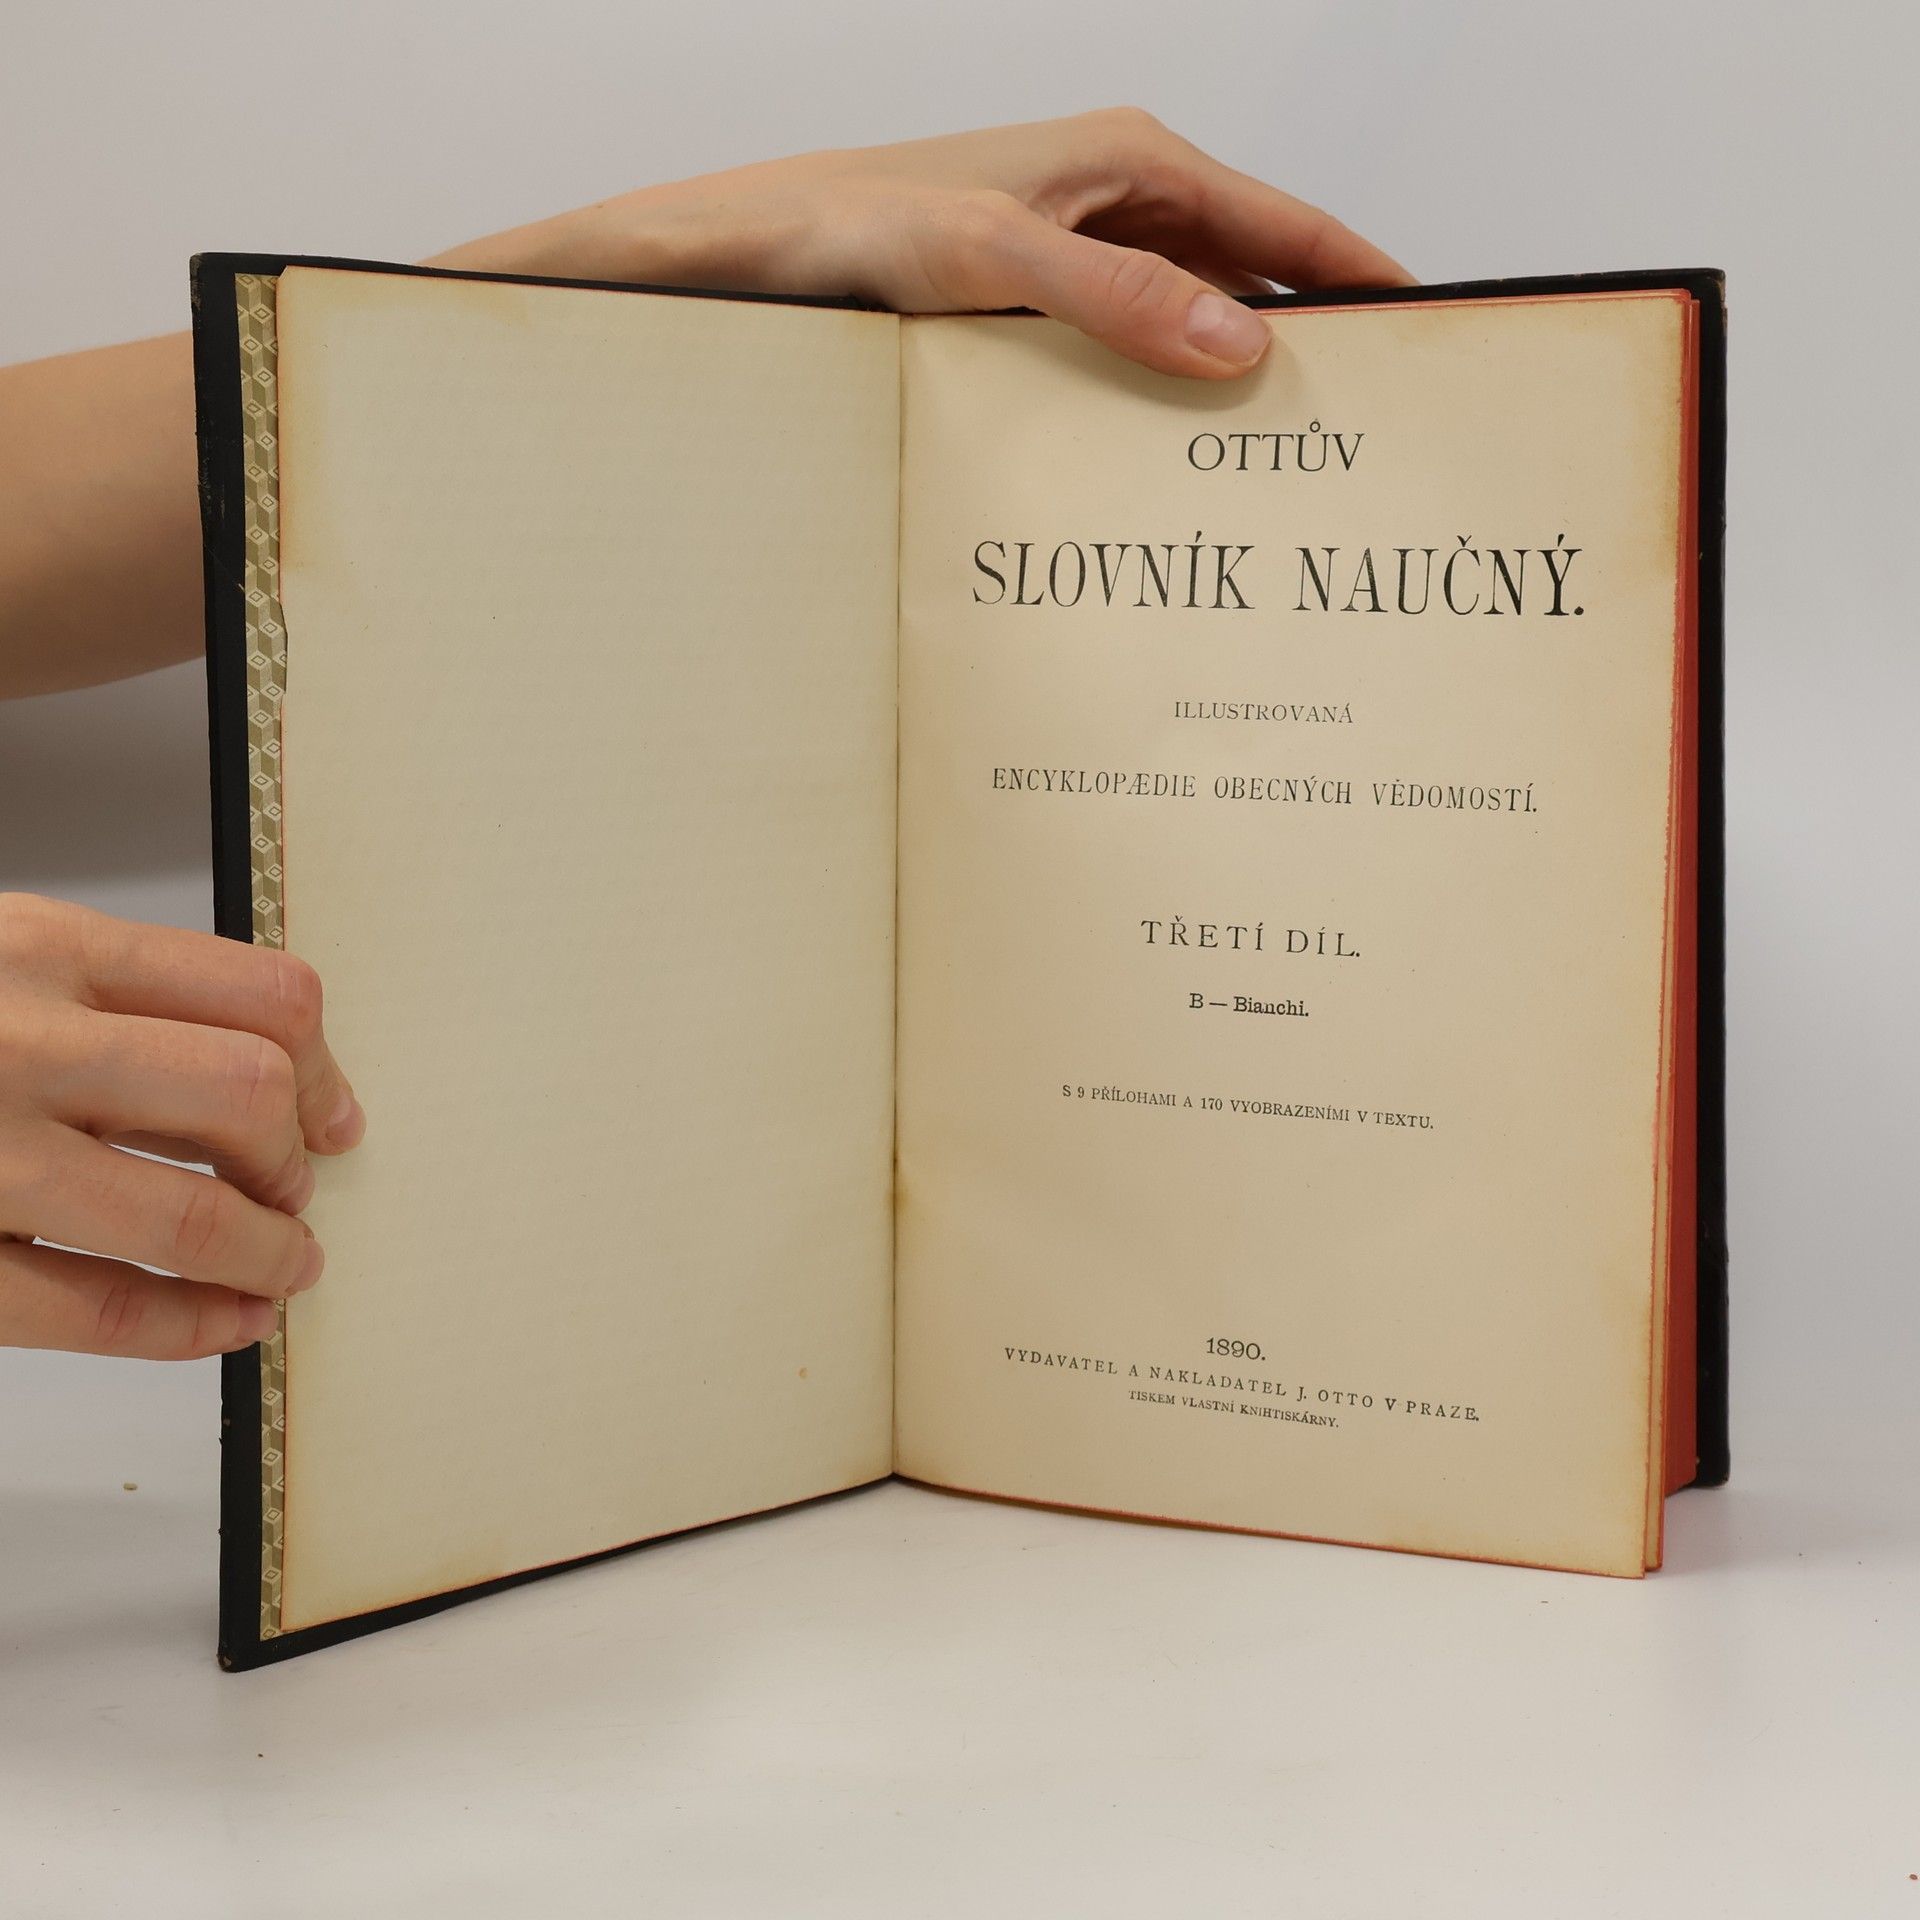 OTTŮV
SLOVNÍK NAUČNÝ.
ILLUSTROVANÁ
ENCYKLOPÆDIE OBECNÝCH VĚDOMOSTÍ.
TŘETÍ DÍL.
B — Bianchi.
S 9 PŘÍLOHAMI A 170 VYOBRAZENÍMI V TEXTU.
1890.
VYDAVATEL A NAKLADATEL J. OTTO V PRAZE.
TISKEM VLASTNÍ KNIHTISKÁRNY.